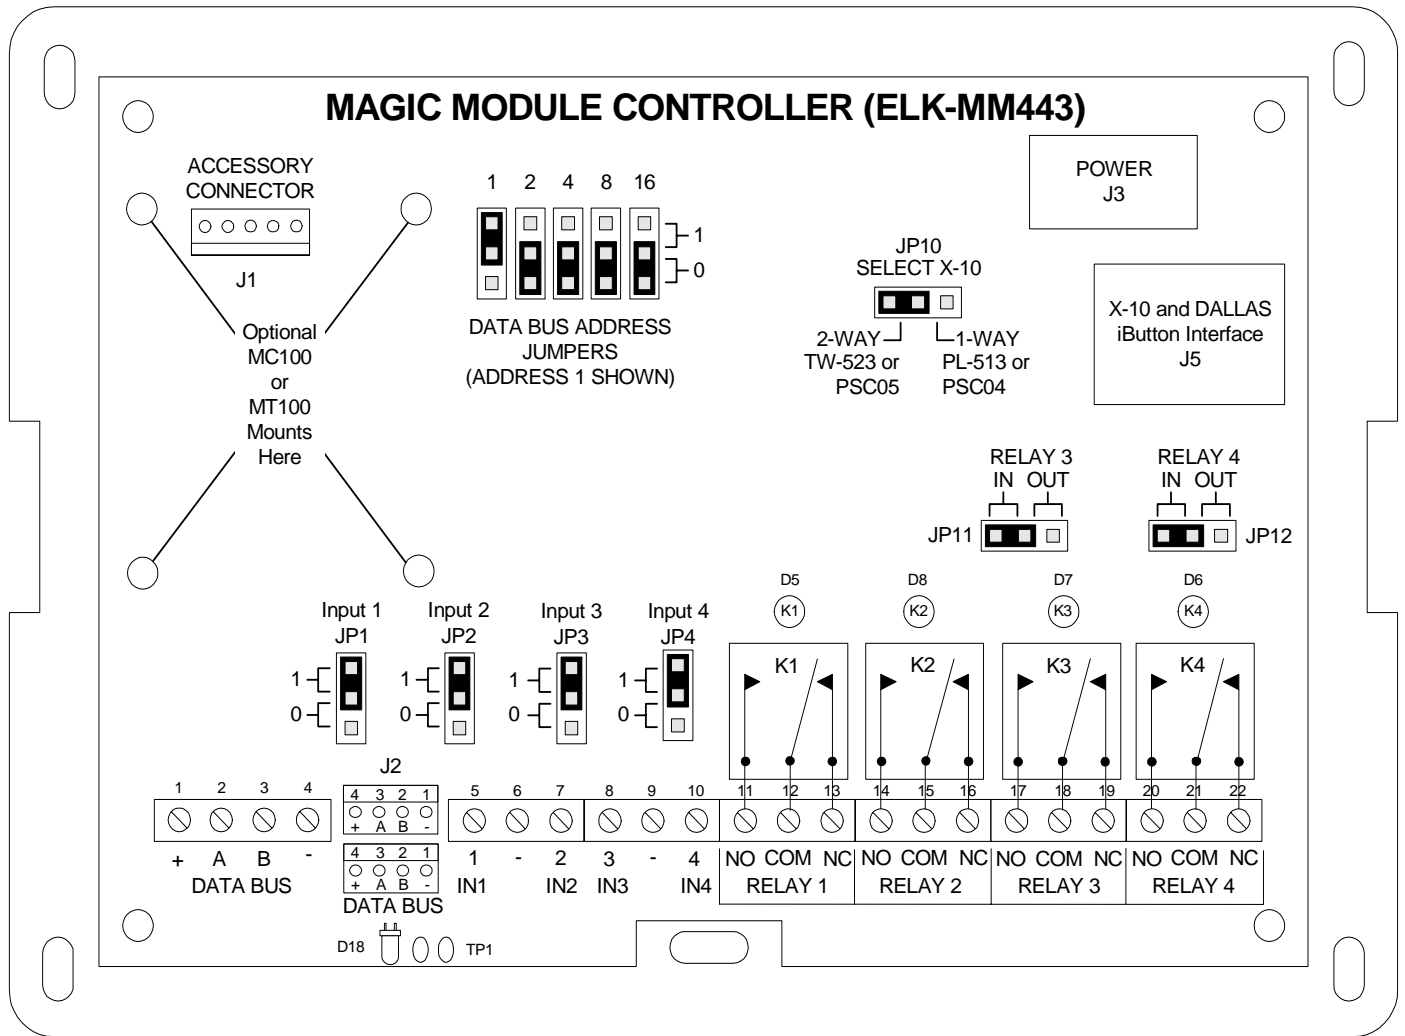 MAGIC MODULE CONTROLLER (ELK-MM443)
ACCESSORY
CONNECTOR
J1
Optional
MC100
or
MT100
Mounts
Here
1 2 4 8 16
1
0
DATA BUS ADDRESS
JUMPERS
(ADDRESS 1 SHOWN)
POWER
J3
JP10
SELECT X-10
2-WAY
TW-523 or
PSC05
1-WAY
PL-513 or
PSC04
X-10 and DALLAS
iButton Interface
J5
RELAY 3
IN OUT
JP11
RELAY 4
IN OUT
JP12
Input 1
JP1
1
0
Input 2
JP2
1
0
Input 3
JP3
1
0
Input 4
JP4
1
0
D5
K1
D8
K2
D7
K3
D6
K4
K1
K2
K3
K4
1 2 3 4
+ A B -
DATA BUS
J2
4 3 2 1
+ A B -
4 3 2 1
+ A B -
DATA BUS
5 6 7 8 9 10
1 - 2 3 - 4
IN1 IN2 IN3 IN4
11 12 13 14 15 16 17 18 19 20 21 22
NO COM NC NO COM NC NO COM NC NO COM NC
RELAY 1 RELAY 2 RELAY 3 RELAY 4
D18 TP1